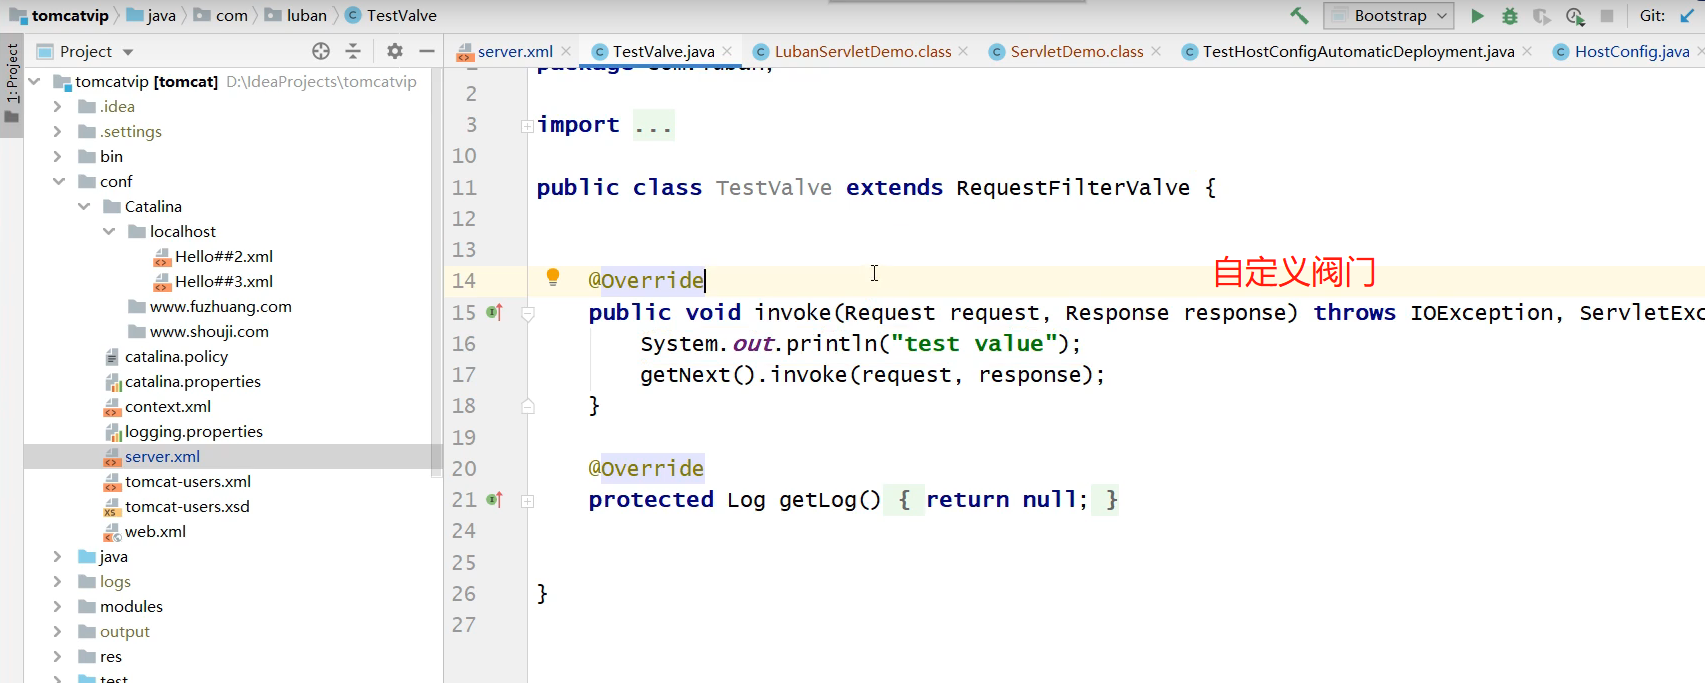 tomcatvip java com luban TestValve Bootstrap Git:
1: Project
Project
server.xml TestValve.java LubanServletDemo.class ServletDemo.class TestHostConfigAutomaticDeployment.java HostConfig.java
tomcatvip [tomcat] D:\IdeaProjects\tomcatvip
.idea
.settings
bin
conf
Catalina
localhost
Hello##2.xml
Hello##3.xml
www.fuzhuang.com
www.shouji.com
catalina.policy
catalina.properties
context.xml
logging.properties
server.xml
tomcat-users.xml
tomcat-users.xsd
web.xml
java
logs
modules
output
res
test
2
3 import ...
10
11 public class TestValve extends RequestFilterValve {
12
13
14 @Override
自定义阀门
15 public void invoke(Request request, Response response) throws IOException, ServletExc
16 System.out.println("test value");
17 getNext().invoke(request, response);
18 }
19
20 @Override
21 protected Log getLog() { return null; }
24
25
26 }
27